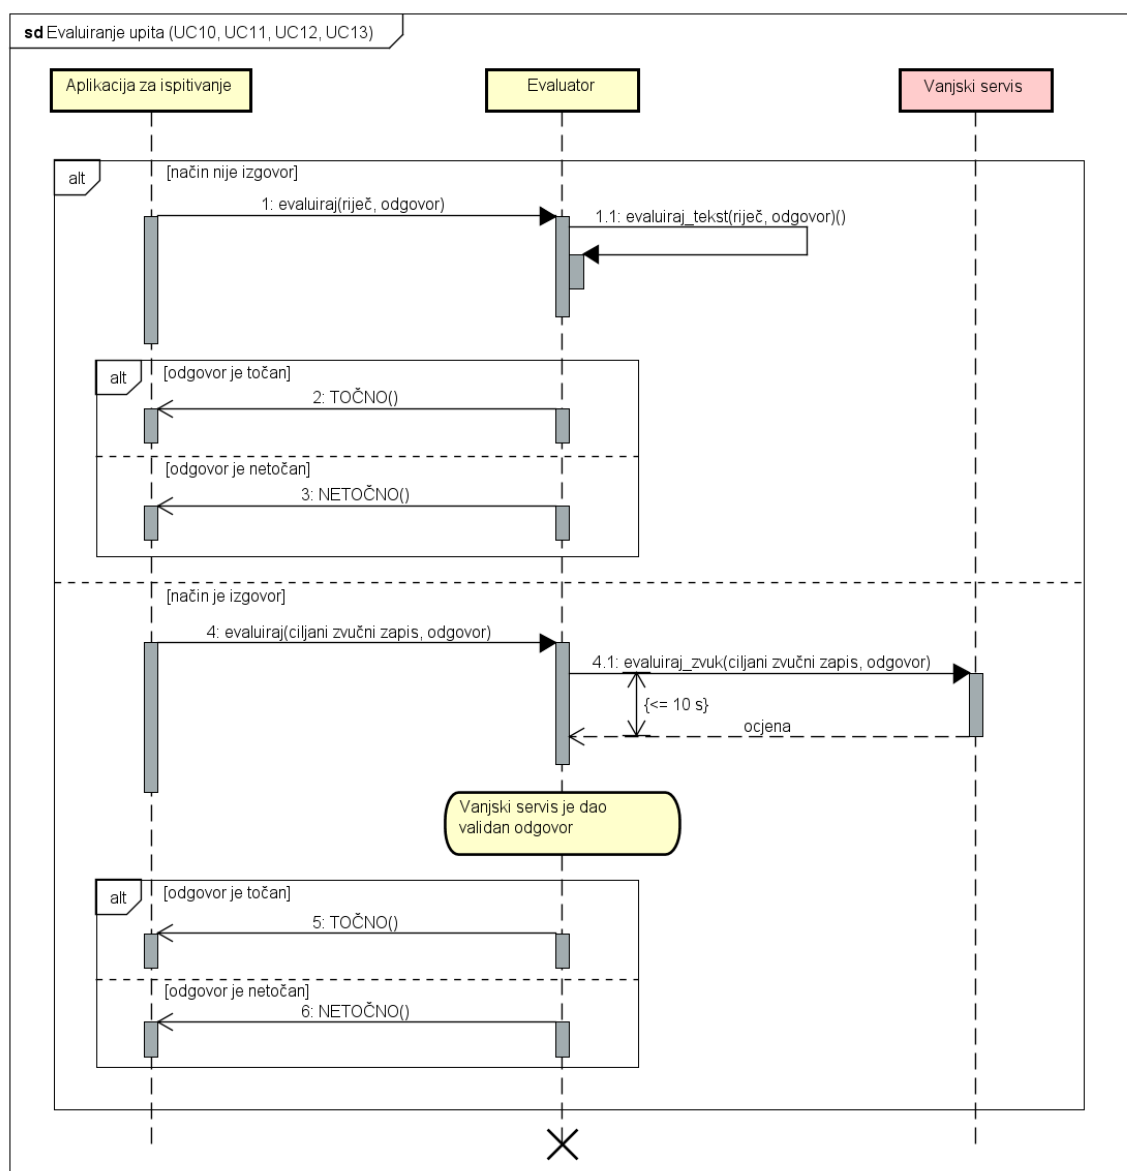 sd Evaluiranje upita (UC10, UC11, UC12, UC13)
Aplikacija za ispitivanje
Evaluator
Vanjski servis
alt
[način nije izgovor]
1: evaluiraj(riječ, odgovor)
1.1: evaluiraj_tekst(riječ, odgovor)()
alt
[odgovor je točan]
2: TOČNO()
[odgovor je netočan]
3: NETOČNO()
[način je izgovor]
4: evaluiraj(ciljani zvučni zapis, odgovor)
4.1: evaluiraj_zvuk(ciljani zvučni zapis, odgovor)
{<= 10 s}
ocjena
Vanjski servis je dao
validan odgovor
alt
[odgovor je točan]
5: TOČNO()
[odgovor je netočan]
6: NETOČNO()